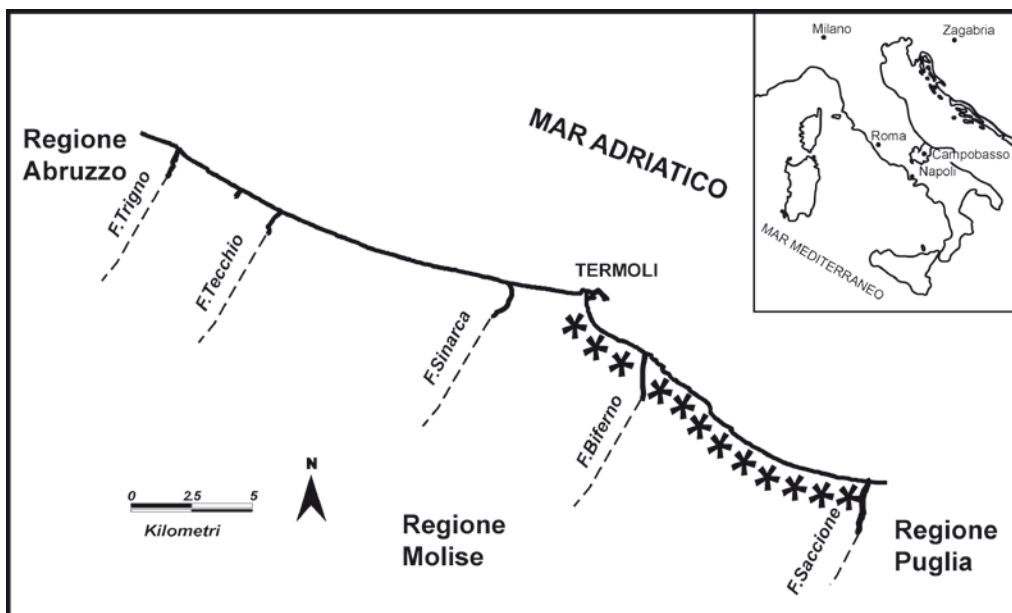 Milano
Zagabria
Roma
Campobasso
Napoli
MAR MEDITERRANEO
MAR ADRIATICO
Regione
Abruzzo
F.Trigno
F.Tecchio
TERMOLI
F.Sinarca
F.Biferno
F.Saccione
N
0 2.5 5
Kilometri
Regione
Molise
Regione
Puglia